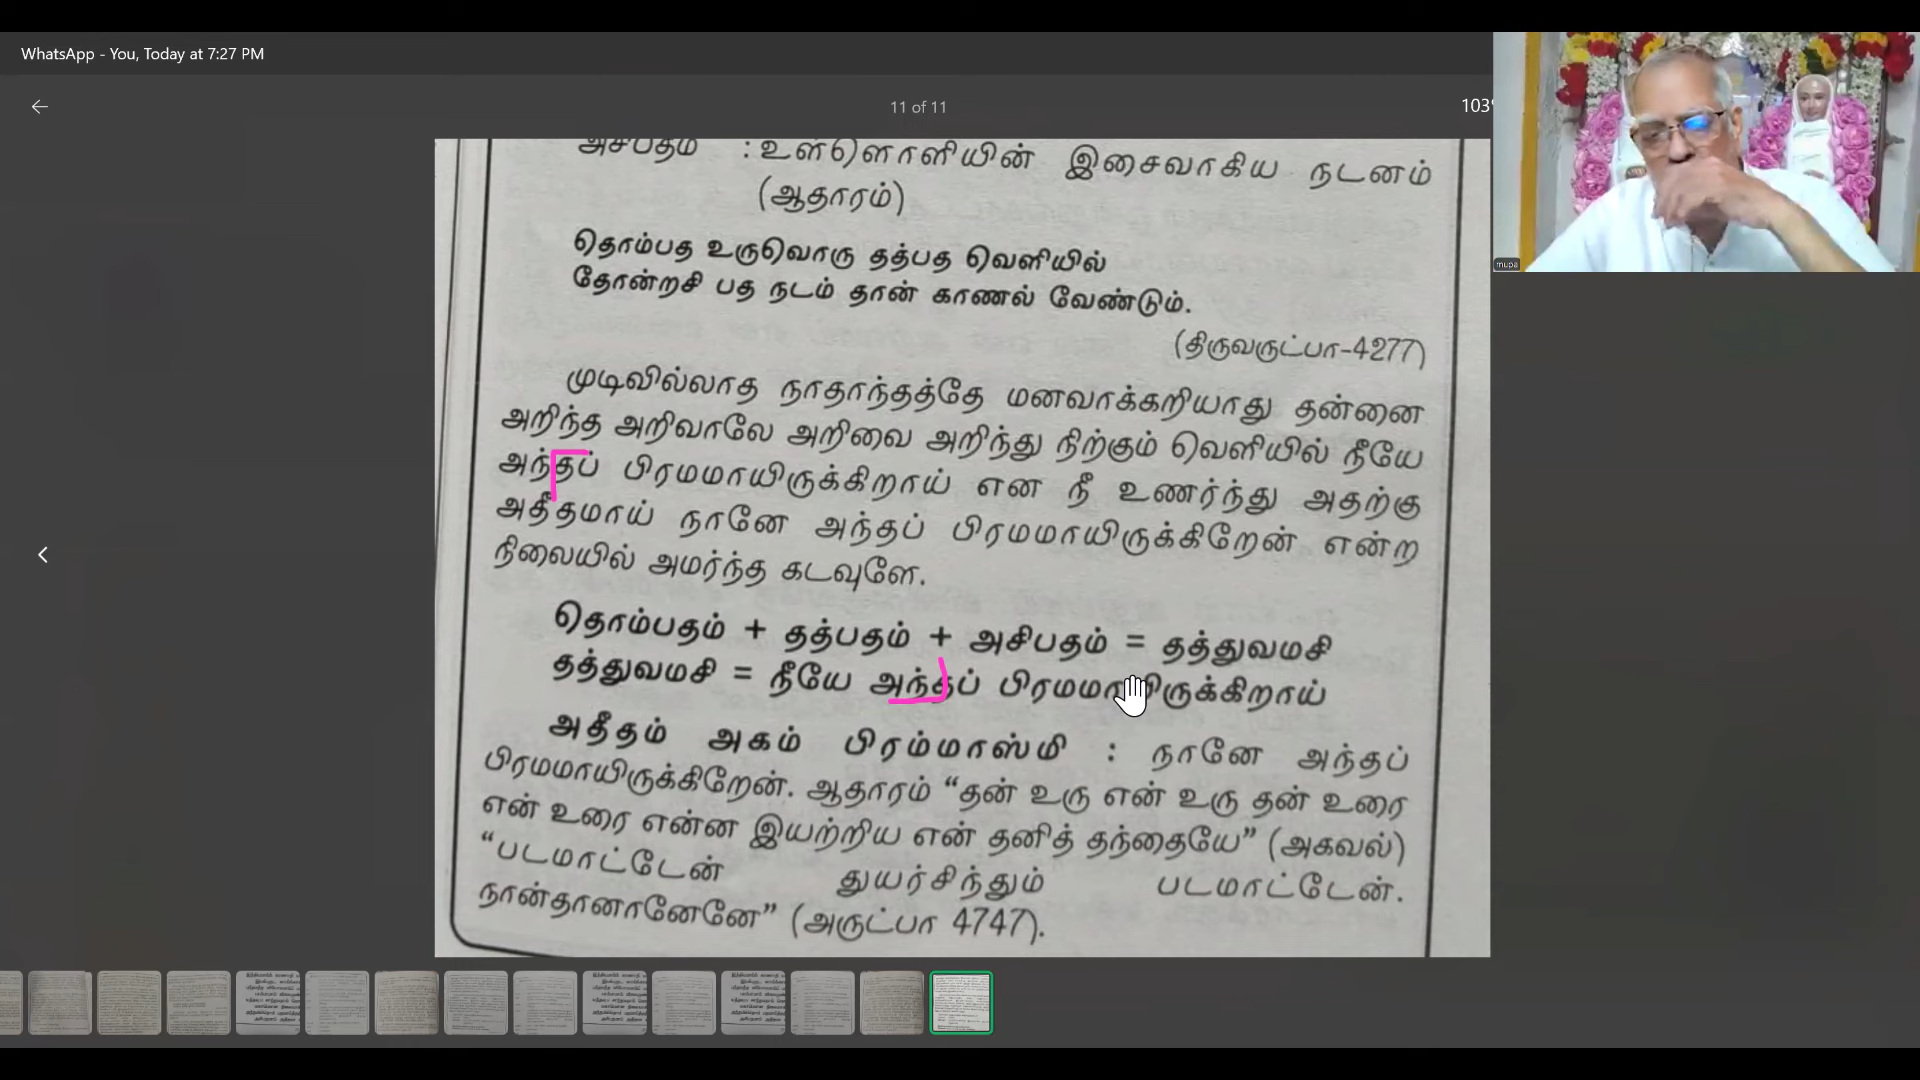 WhatsApp - You, Today at 7:27 PM
11 of 11
103%
mupa
அசிபதம் : உள்ளொளியின் இசைவாகிய நடனம்
(ஆதாரம்)
தொம்பத உருவொரு தத்பத வெளியில்
தோன்றசி பத நடம் தான் காணல் வேண்டும்.
(திருவருட்பா-4277)
முடிவில்லாத நாதாந்தத்தே மனவாக்கறியாது தன்னை
அறிந்த அறிவாலே அறிவை அறிந்து நிற்கும் வெளியில் நீயே
அந்தப் பிரமமாயிருக்கிறாய் என நீ உணர்ந்து அதற்கு
அதீதமாய் நானே அந்தப் பிரமமாயிருக்கிறேன் என்ற
நிலையில் அமர்ந்த கடவுளே.
தொம்பதம் + தத்பதம் + அசிபதம் = தத்துவமசி
தத்துவமசி = நீயே அந்தப் பிரமமாயிருக்கிறாய்
அதீதம் அகம் பிரம்மாஸ்மி : நானே அந்தப்
பிரமமாயிருக்கிறேன். ஆதாரம் “தன் உரு என் உரு தன் உரை
என் உரை என்ன இயற்றிய என் தனித் தந்தையே” (அகவல்)
“படமாட்டேன் துயர்சிந்தும் படமாட்டேன்.
நான்தானானேனே” (அருட்பா 4747).